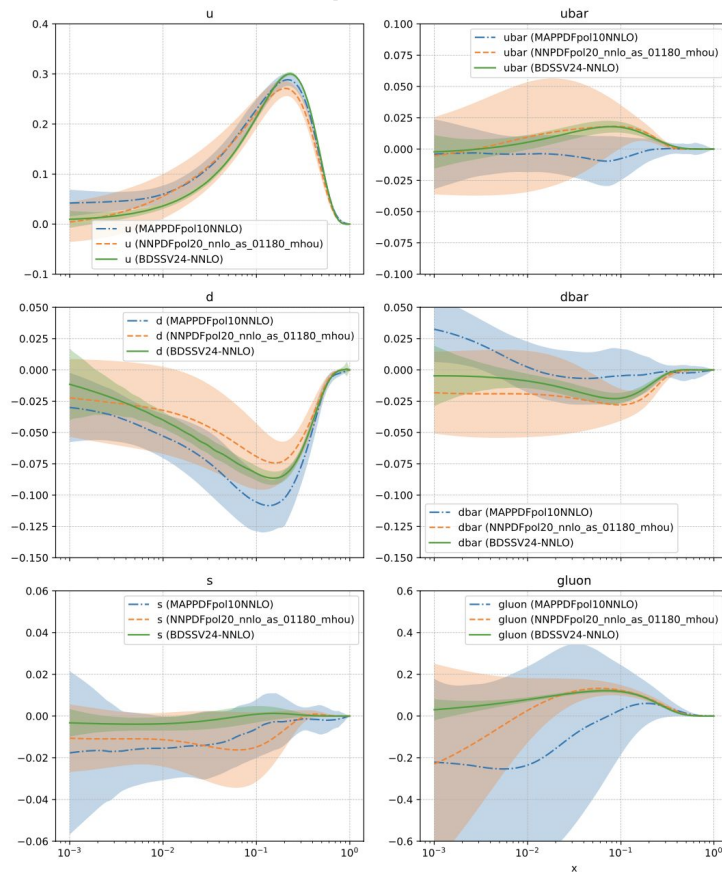 u
0.4
0.3
0.2
0.1
0.0
−0.1
u (MAPPDFpol10NNLO)
u (NNPDFpol20_nnlo_as_01180_mhou)
u (BDSSV24-NNLO)
ubar
0.100
0.075
0.050
0.025
0.000
−0.025
−0.050
−0.075
−0.100
ubar (MAPPDFpol10NNLO)
ubar (NNPDFpol20_nnlo_as_01180_mhou)
ubar (BDSSV24-NNLO)
d
0.050
0.025
0.000
−0.025
−0.050
−0.075
−0.100
−0.125
−0.150
d (MAPPDFpol10NNLO)
d (NNPDFpol20_nnlo_as_01180_mhou)
d (BDSSV24-NNLO)
dbar
0.050
0.025
0.000
−0.025
−0.050
−0.075
−0.100
−0.125
−0.150
dbar (MAPPDFpol10NNLO)
dbar (NNPDFpol20_nnlo_as_01180_mhou)
dbar (BDSSV24-NNLO)
s
0.06
0.04
0.02
0.00
−0.02
−0.04
−0.06
s (MAPPDFpol10NNLO)
s (NNPDFpol20_nnlo_as_01180_mhou)
s (BDSSV24-NNLO)
10⁻³ 10⁻² 10⁻¹ 10⁰
gluon
0.6
0.4
0.2
0.0
−0.2
−0.4
−0.6
gluon (MAPPDFpol10NNLO)
gluon (NNPDFpol20_nnlo_as_01180_mhou)
gluon (BDSSV24-NNLO)
10⁻³ 10⁻² 10⁻¹ 10⁰
x